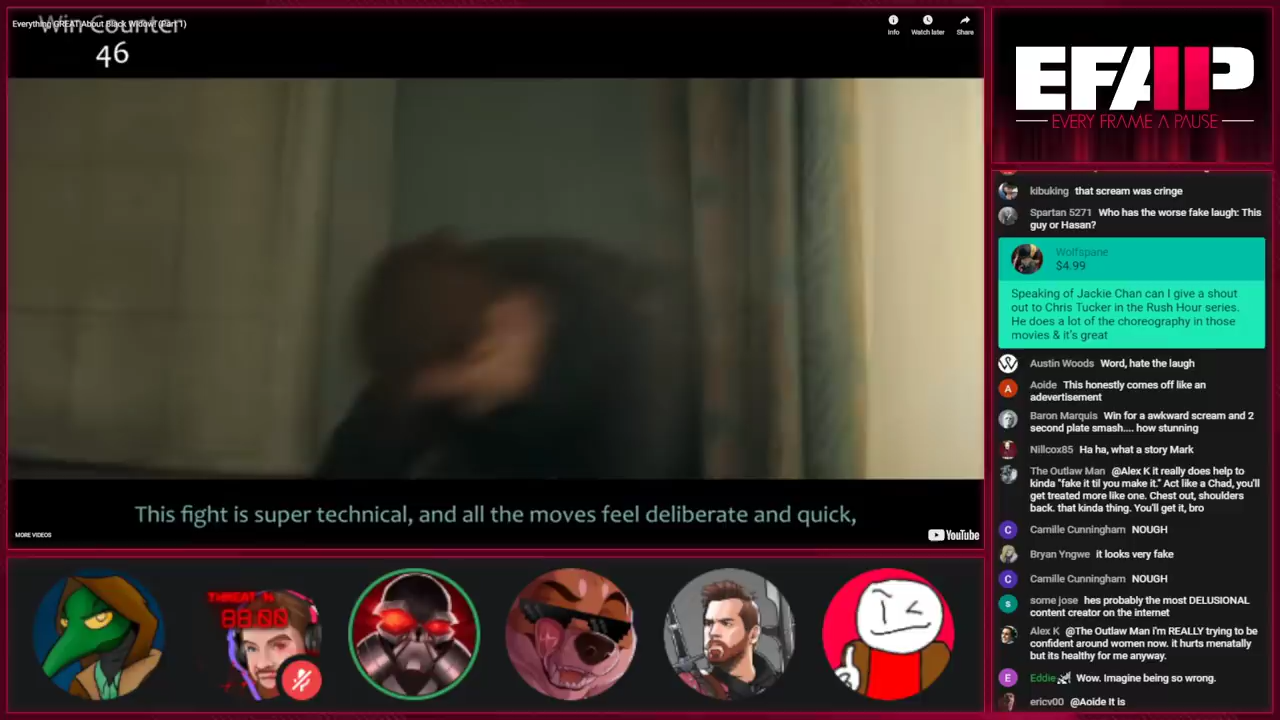 Everything GREAT About Black Widow! (Part 1)
Win Counter
46
Info
Watch later
Share
This fight is super technical, and all the moves feel deliberate and quick,
MORE VIDEOS
YouTube
THREAT IN
88:00
EFAP
EVERY FRAME A PAUSE
kibuking that scream was cringe
Spartan 5271 Who has the worse fake laugh: This
guy or Hasan?
Wolfspane
$4.99
Speaking of Jackie Chan can I give a shout
out to Chris Tucker in the Rush Hour series.
He does a lot of the choreography in those
movies & it's great
Austin Woods Word, hate the laugh
Aoide This honestly comes off like an
adevertisement
Baron Marquis Win for a awkward scream and 2
second plate smash.... how stunning
Nillcox85 Ha ha, what a story Mark
The Outlaw Man @Alex K it really does help to
kinda "fake it til you make it." Act like a Chad, you'll
get treated more like one. Chest out, shoulders
back. that kinda thing. You'll get it, bro
Camille Cunningham NOUGH
Bryan Yngwe it looks very fake
Camille Cunningham NOUGH
some jose hes probably the most DELUSIONAL
content creator on the internet
Alex K @The Outlaw Man i'm REALLY trying to be
confident around women now. it hurts menatally
but its healthy for me anyway.
Eddie Wow. Imagine being so wrong.
ericv00 @Aoide It is